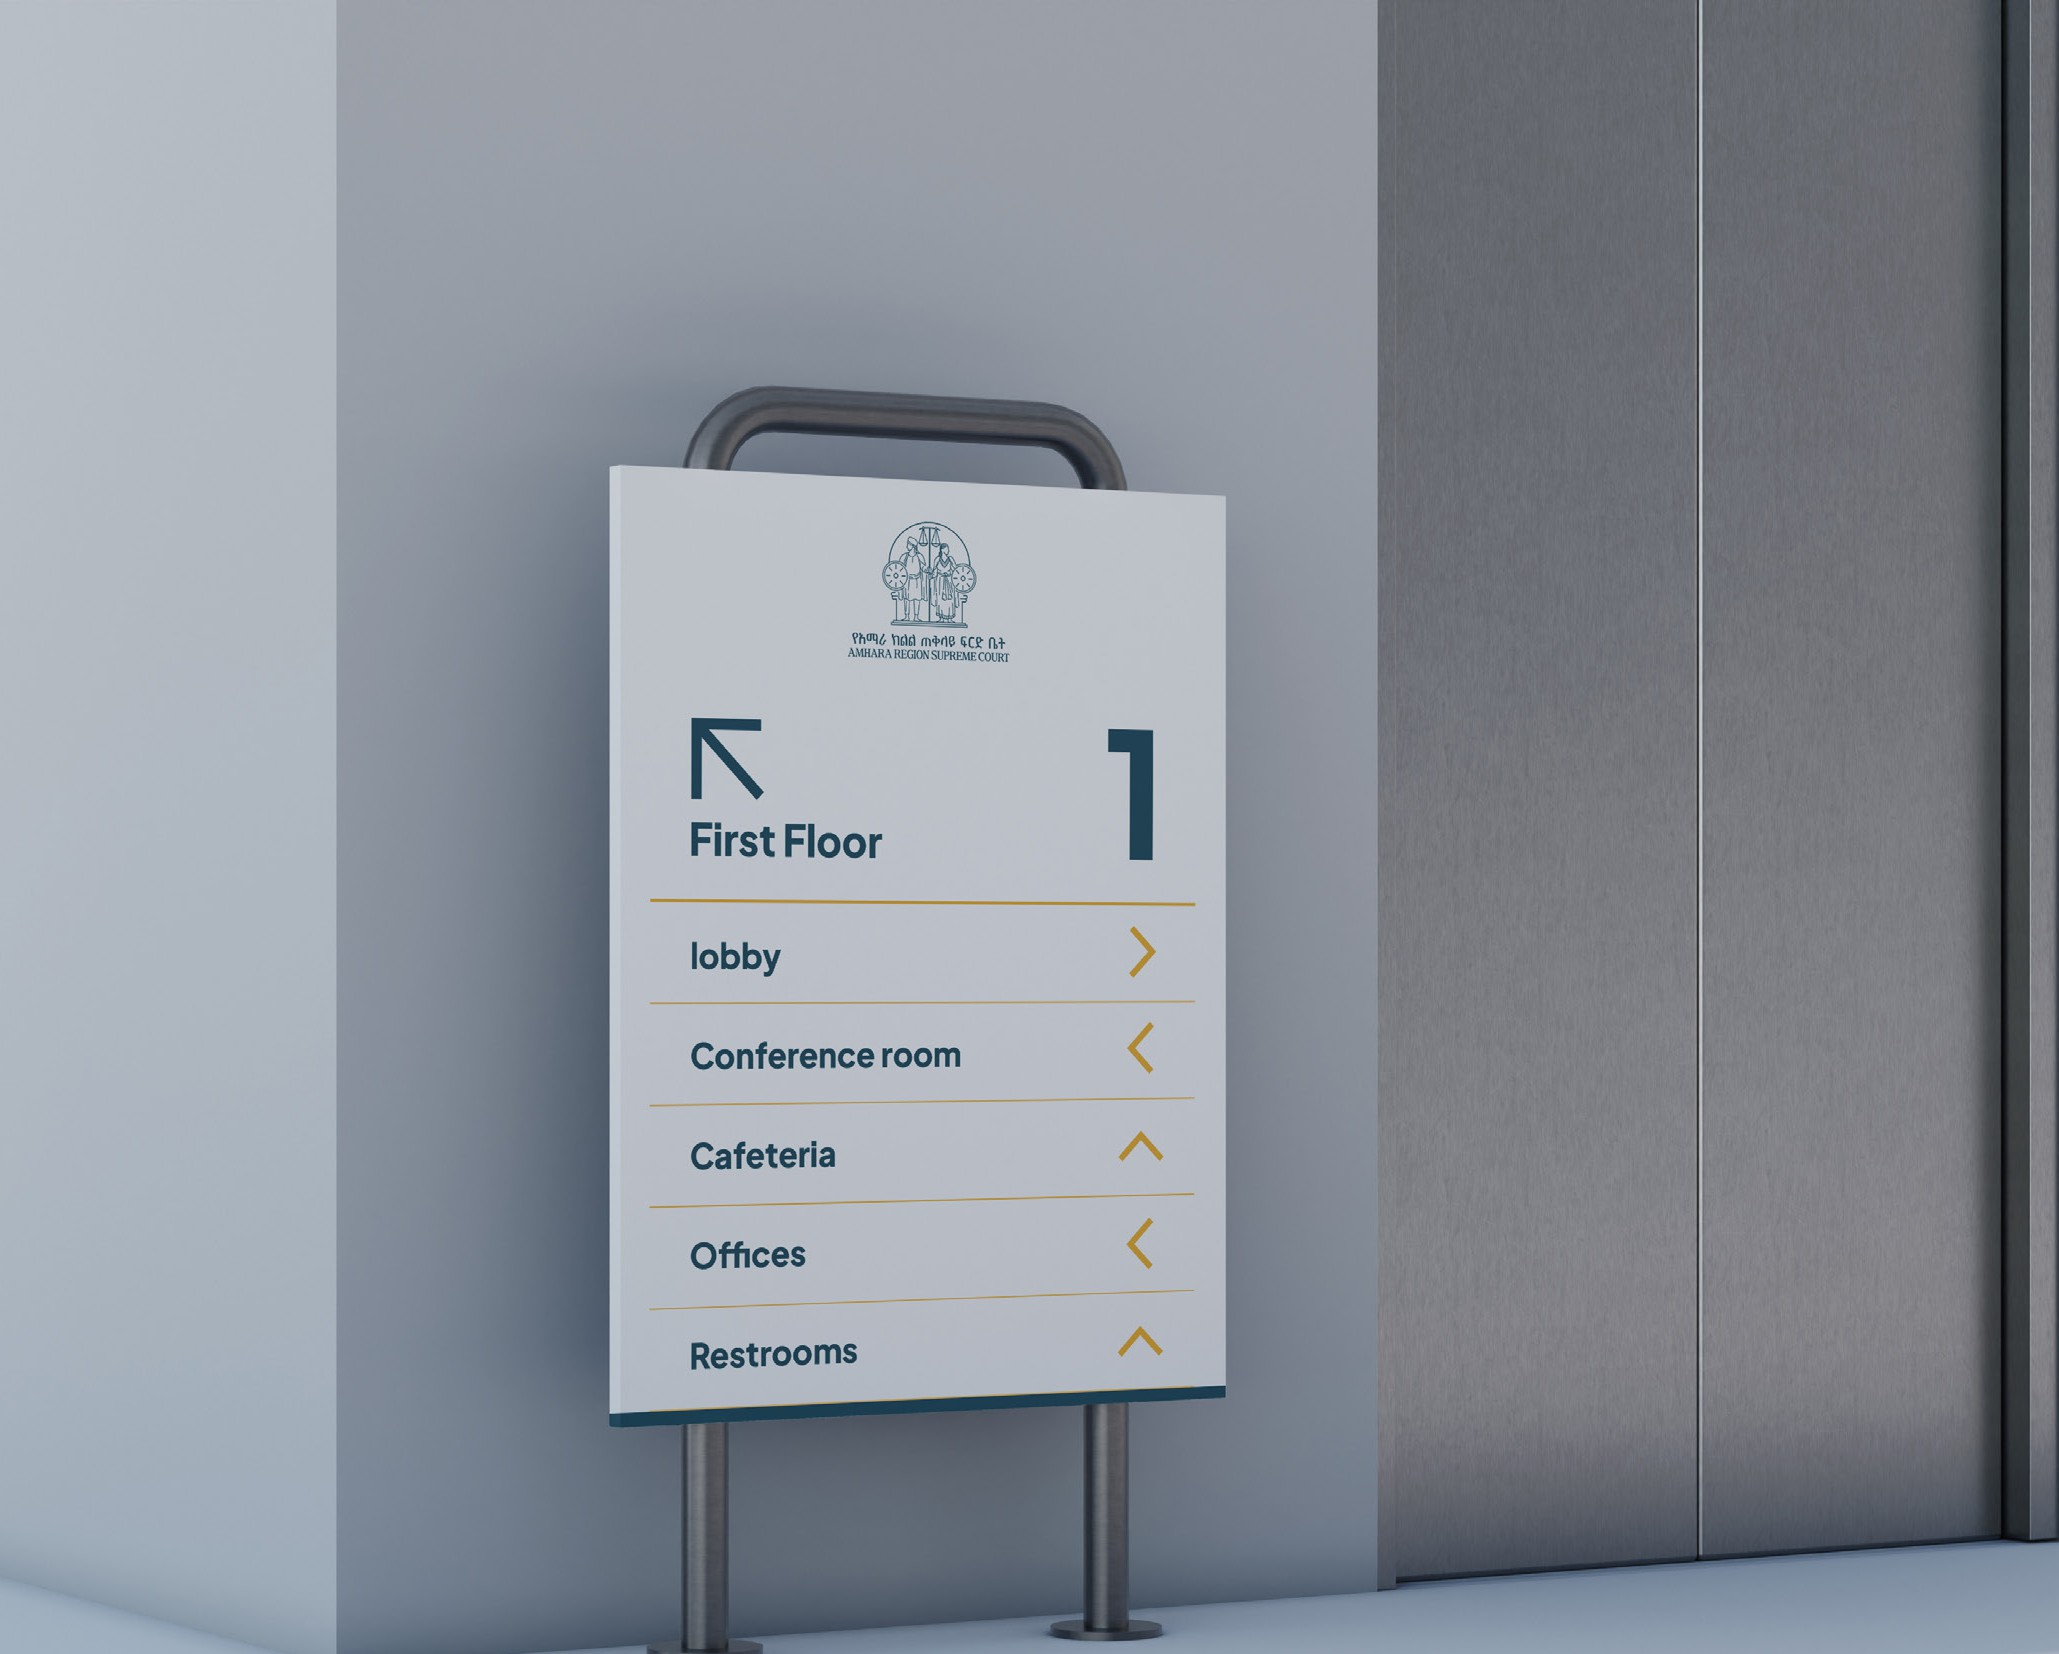 የአማራ ክልል ጠቅላይ ፍርድ ቤት
AMHARA REGION SUPREME COURT
1
First Floor
lobby
Conference room
Cafeteria
Offices
Restrooms